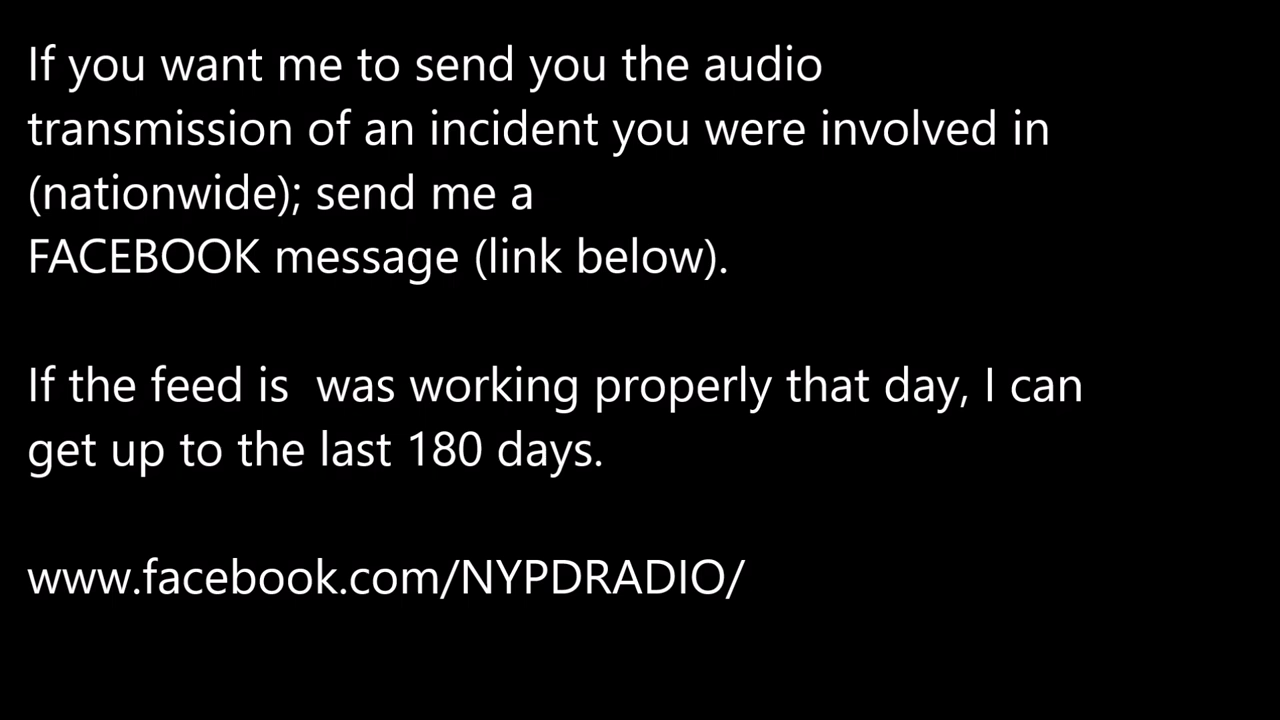 If you want me to send you the audio
transmission of an incident you were involved in
(nationwide); send me a
FACEBOOK message (link below).
If the feed is  was working properly that day, I can
get up to the last 180 days.
www.facebook.com/NYPDRADIO/